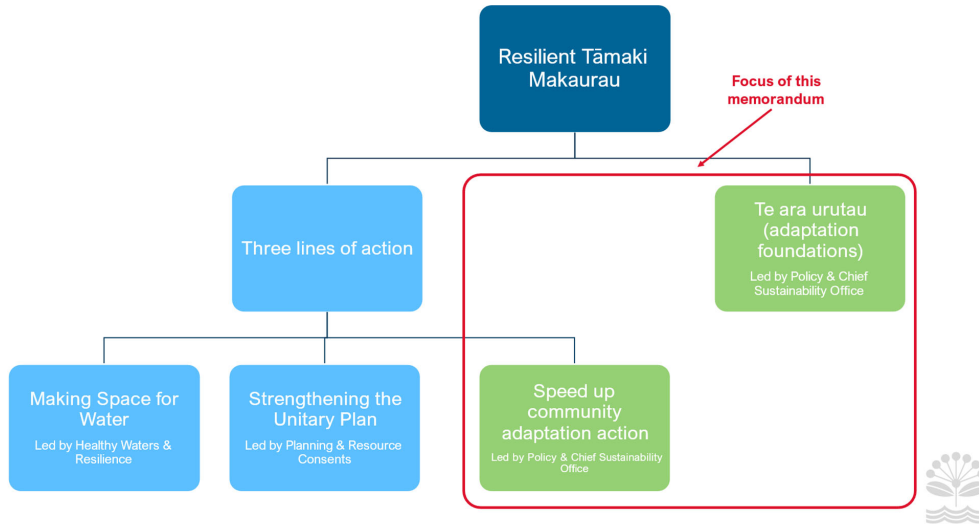 Resilient Tāmaki
Makaurau
Focus of this
memorandum
Three lines of action
Te ara urutau
(adaptation
foundations)
Led by Policy & Chief
Sustainability Office
Making Space for
Water
Led by Healthy Waters &
Resilience
Strengthening the
Unitary Plan
Led by Planning & Resource
Consents
Speed up
community
adaptation action
Led by Policy & Chief Sustainability
Office